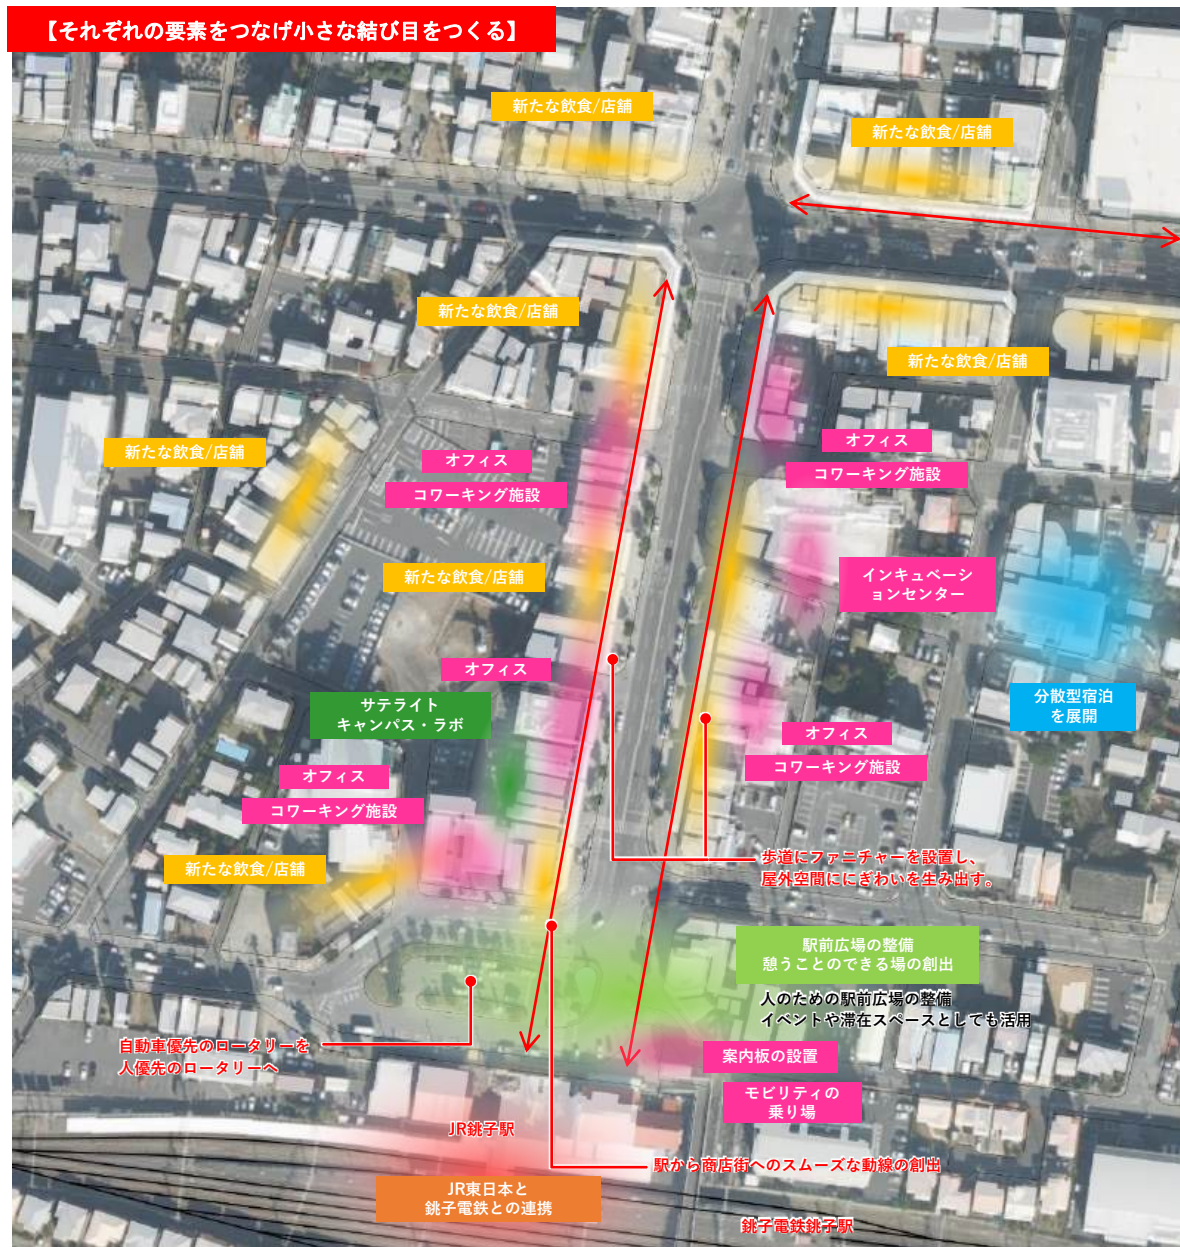 【それぞれの要素をつなげ小さな結び目をつくる】
新たな飲食/店舗
新たな飲食/店舗
新たな飲食/店舗
新たな飲食/店舗
新たな飲食/店舗
オフィス
コワーキング施設
オフィス
コワーキング施設
新たな飲食/店舗
インキュベーシ
ョンセンター
オフィス
サテライト
キャンパス・ラボ
分散型宿泊
を展開
オフィス
コワーキング施設
オフィス
コワーキング施設
新たな飲食/店舗
歩道にファニチャーを設置し、
屋外空間ににぎわいを生み出す。
駅前広場の整備
憩うことのできる場の創出
人のための駅前広場の整備
イベントや滞在スペースとしても活用
自動車優先のロータリーを
人優先のロータリーへ
案内板の設置
モビリティの
乗り場
JR銚子駅
駅から商店街へのスムーズな動線の創出
JR東日本と
銚子電鉄との連携
銚子電鉄銚子駅